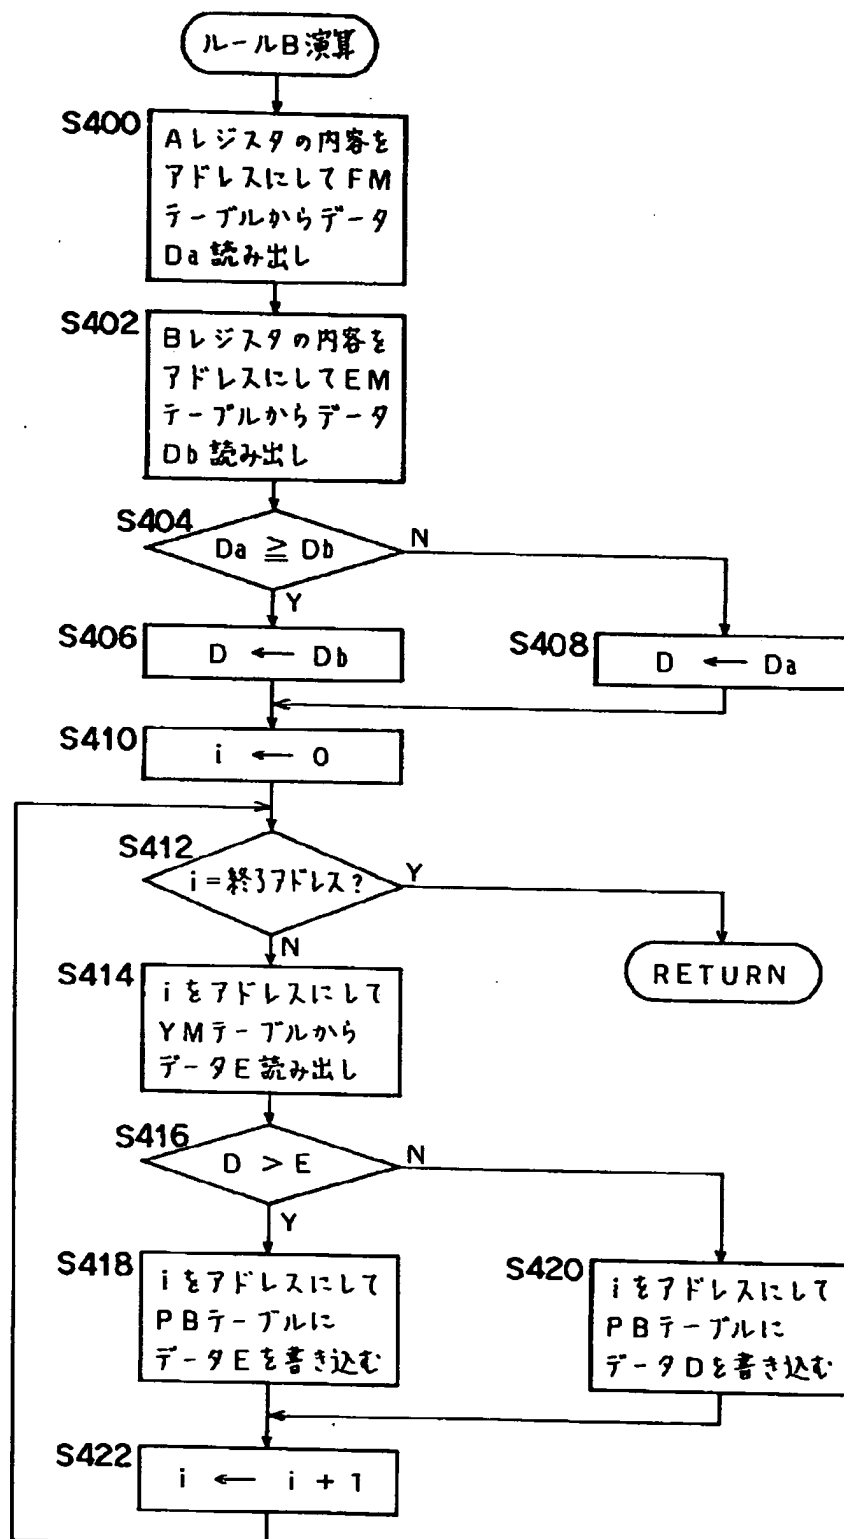 ルールB演算
S400
Aレジスタの内容を
アドレスにしてFM
テーブルからデータ
Da読み出し
S402
Bレジスタの内容を
アドレスにしてEM
テーブルからデータ
Db読み出し
S404
Da ≧ Db
N
Y
S406
D ← Db
S408
D ← Da
S410
i ← 0
S412
i=終了アドレス?
Y
N
RETURN
S414
iをアドレスにして
YMテーブルから
データE読み出し
S416
D > E
N
Y
S418
iをアドレスにして
PBテーブルに
データEを書き込む
S420
iをアドレスにして
PBテーブルに
データDを書き込む
S422
i ← i + 1